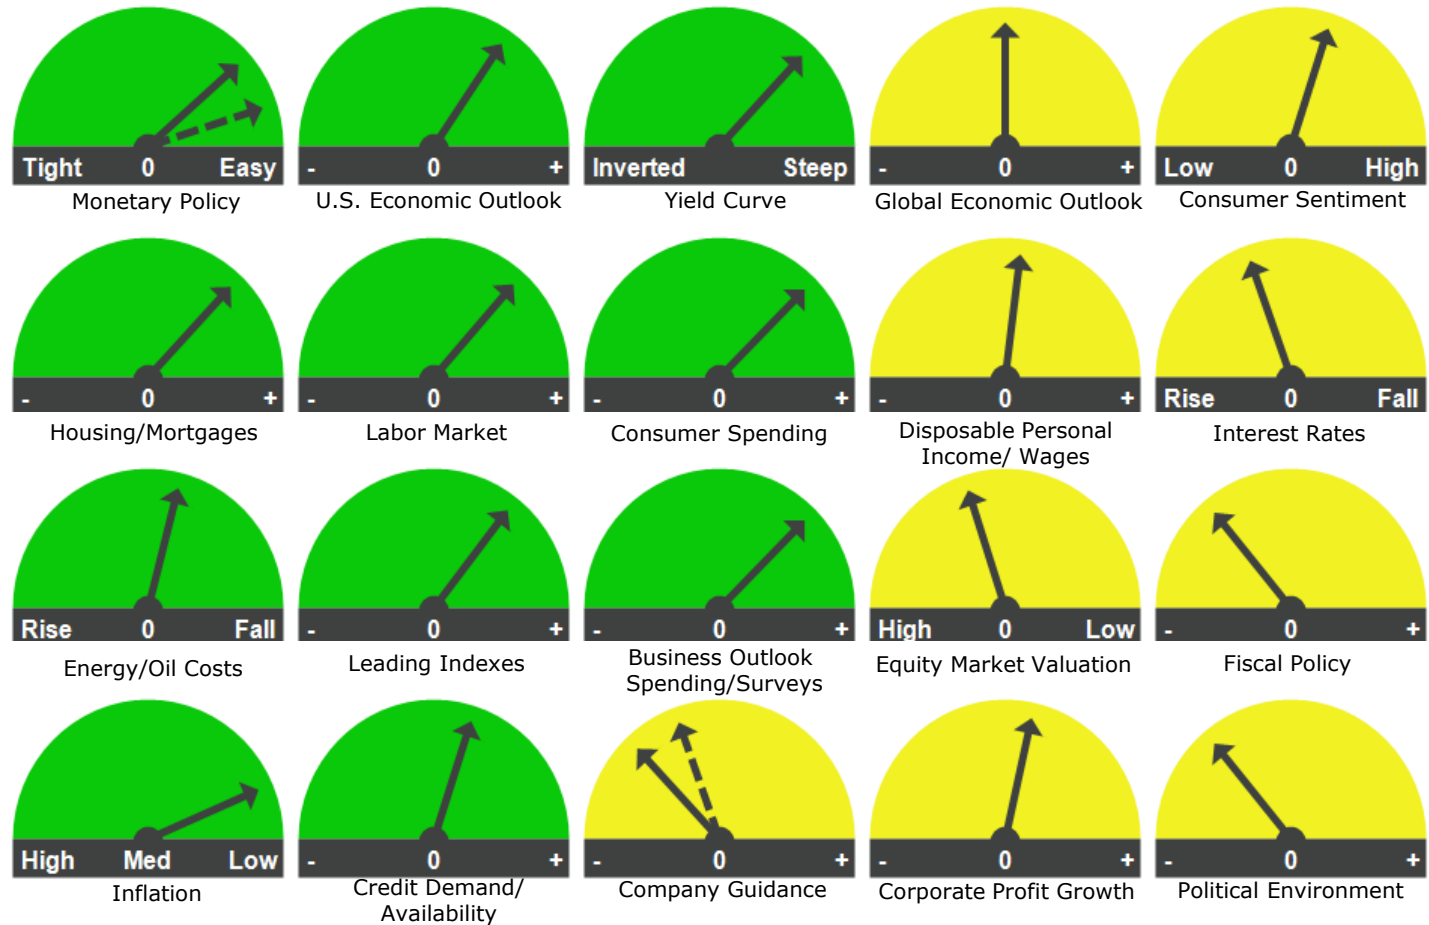 Tight 0 Easy
Monetary Policy
- 0 +
U.S. Economic Outlook
Inverted Steep
Yield Curve
- 0 +
Global Economic Outlook
Low 0 High
Consumer Sentiment
- 0 +
Housing/Mortgages
- 0 +
Labor Market
- 0 +
Consumer Spending
- 0 +
Disposable Personal
Income/ Wages
Rise 0 Fall
Interest Rates
Rise 0 Fall
Energy/Oil Costs
- 0 +
Leading Indexes
- 0 +
Business Outlook
Spending/Surveys
High 0 Low
Equity Market Valuation
- 0 +
Fiscal Policy
High Med Low
Inflation
- 0 +
Credit Demand/
Availability
- 0 +
Company Guidance
- 0 +
Corporate Profit Growth
- 0 +
Political Environment